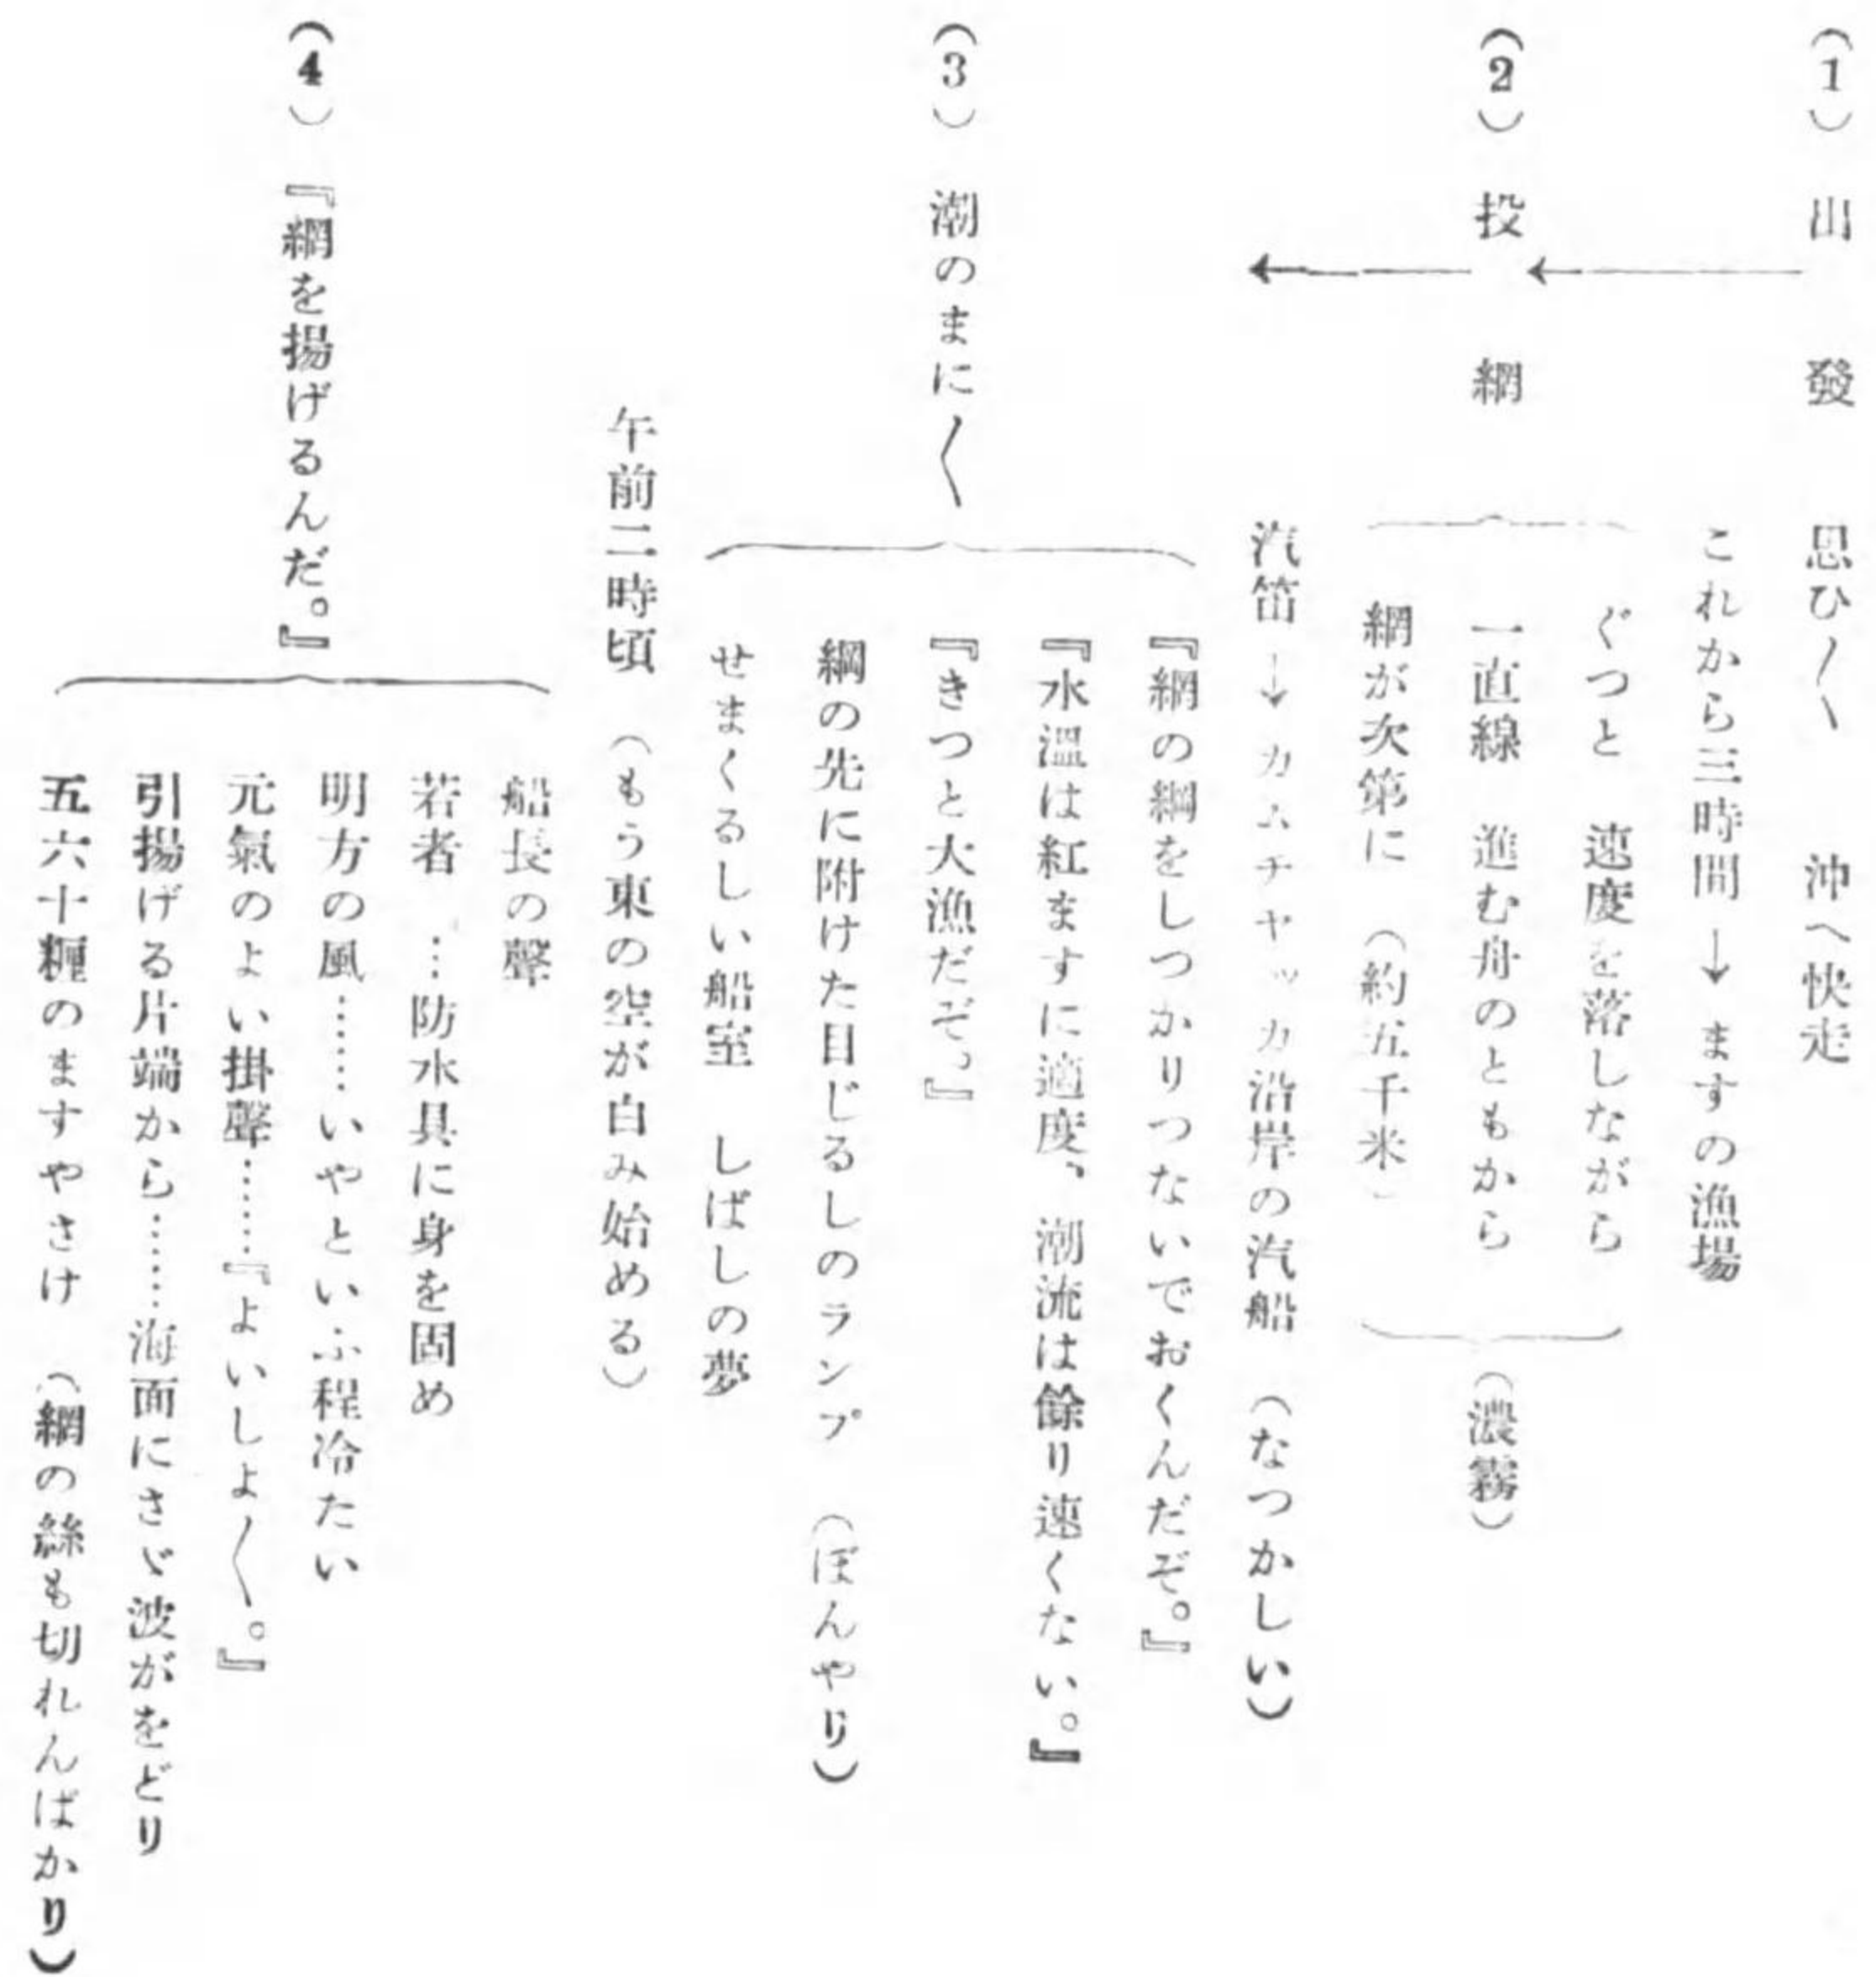 (1) 出發 思ひ〱 沖へ快走
これから三時間→ますの漁場
(2) 投網
ぐつと 速度を落しながら
一直線 進む舟のともから
網が次第に (約五千米)
(濃霧)
汽笛→カムチヤッカ沿岸の汽船 (なつかしい)
(3) 潮のまに〱
『網の綱をしつかりつないでおくんだぞ。』
『水溫は紅ますに適度、潮流は餘り速くない。』
『きつと大漁だぞ。』
綱の先に附けた目じるしのランプ (ぼんやり)
せまくるしい船室 しばしの夢
午前二時頃 (もう東の空が白み始める)
(4) 『網を揚げるんだ。』
船長の聲
若者 …防水具に身を固め
明方の風……いやといふ程冷たい
元氣のよい掛聲……『よいしよ〱。』
引揚げる片端から……海面にさゞ波がをどり
五六十糎のますやさけ (網の絲も切れんばかり)